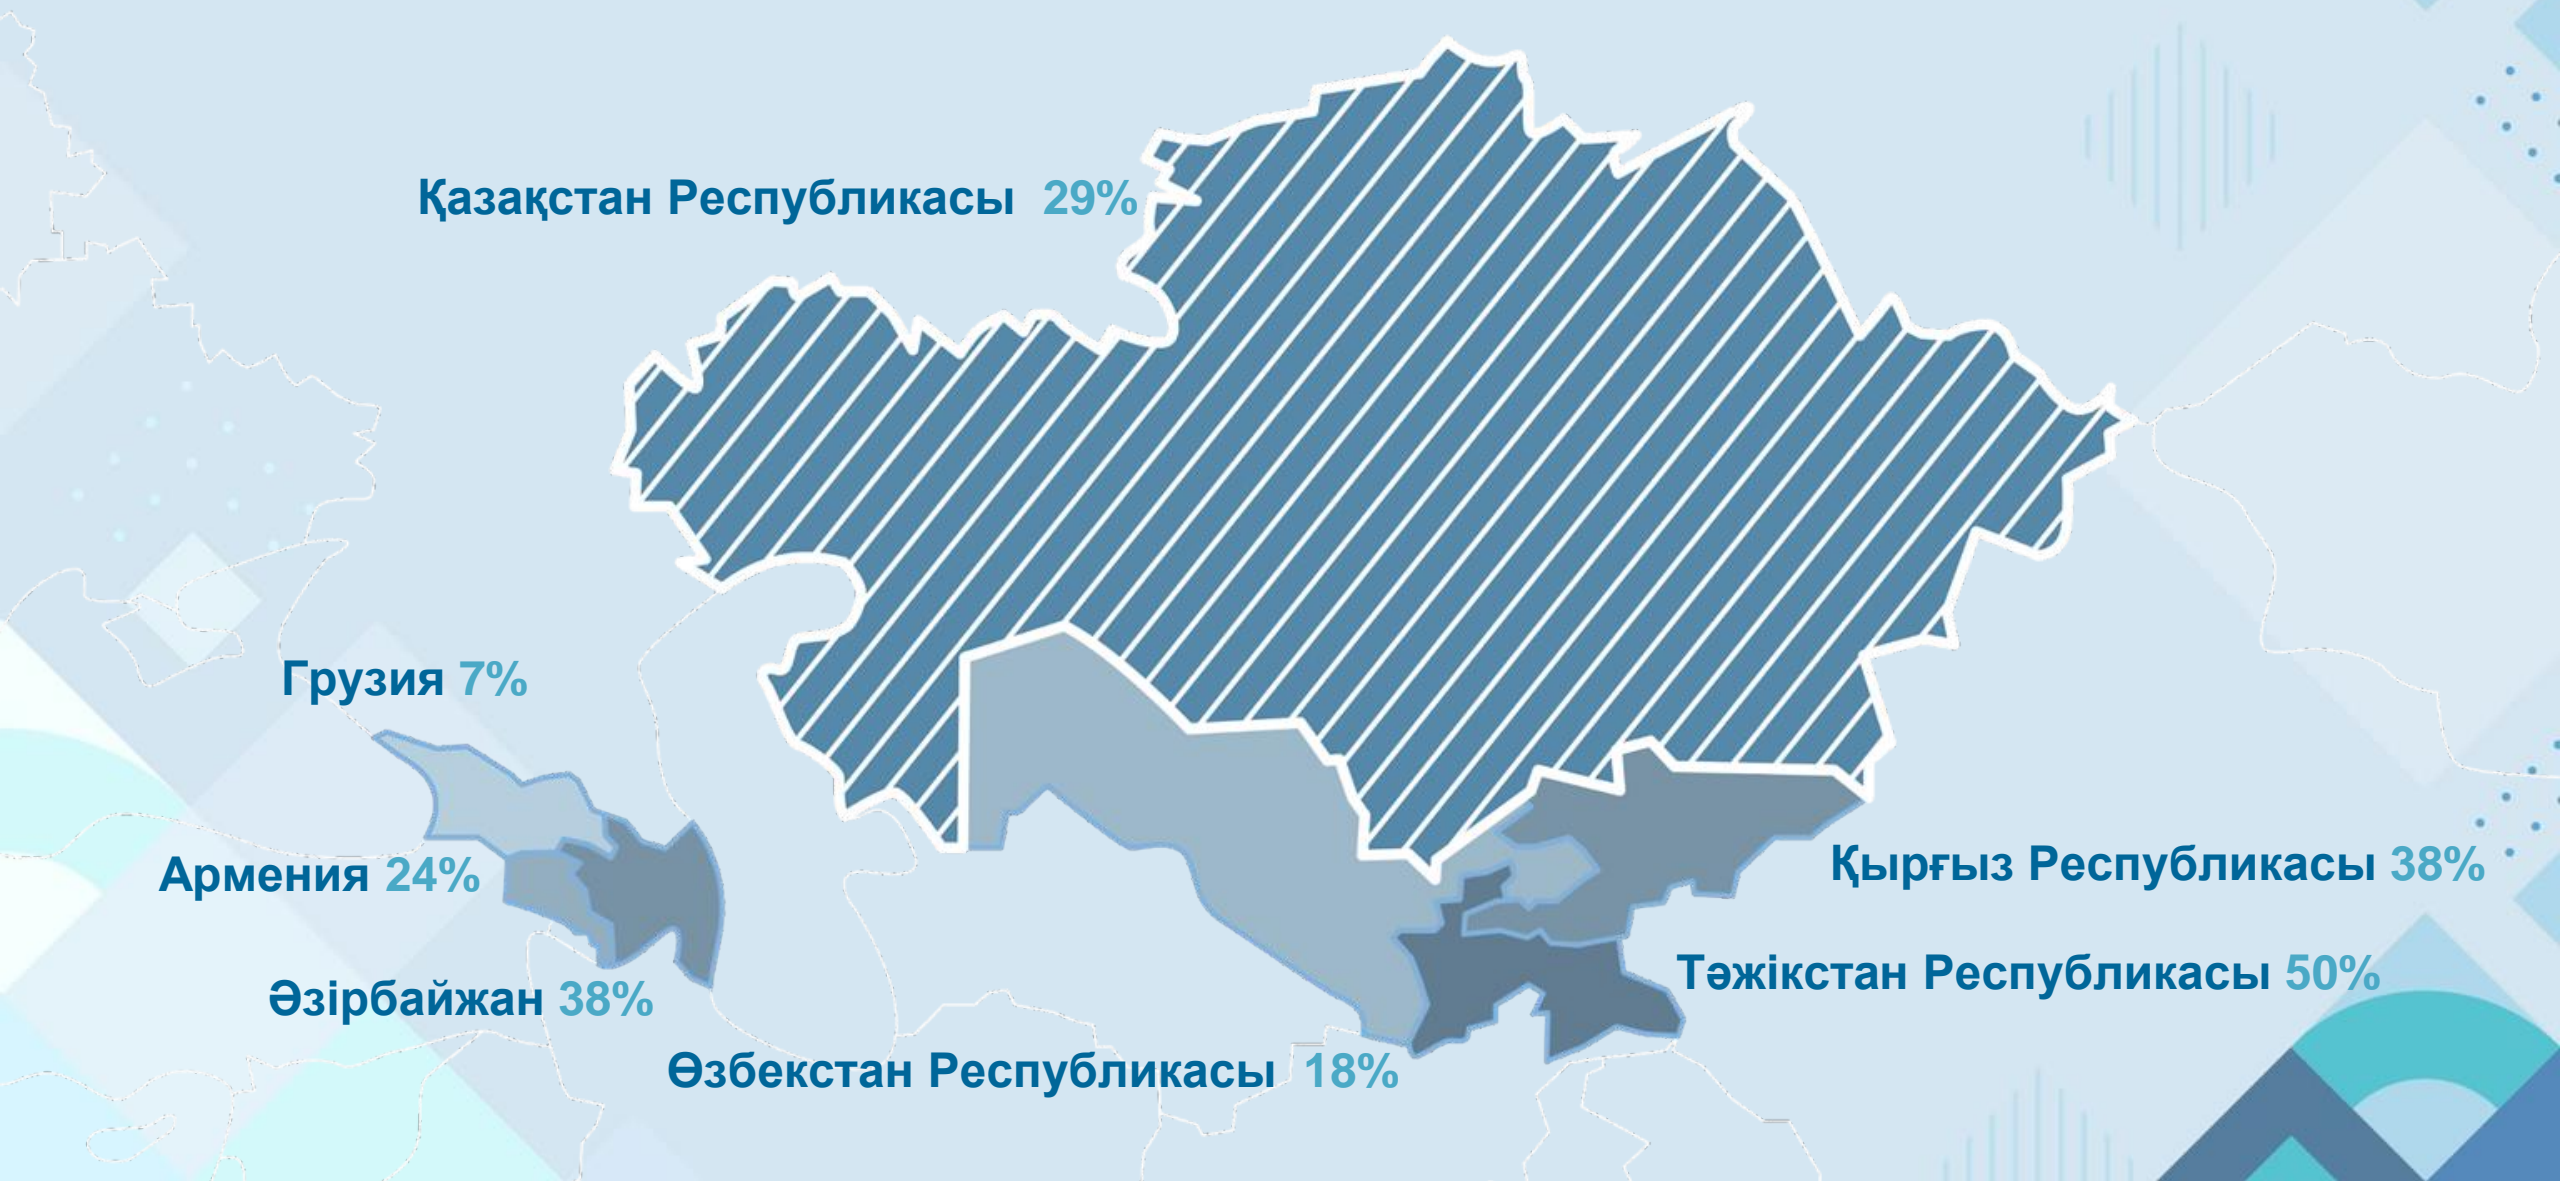 Қазақстан Республикасы 29%
Грузия 7%
Армения 24%
Қырғыз Республикасы 38%
Тәжікстан Республикасы 50%
Әзірбайжан 38%
Өзбекстан Республикасы 18%